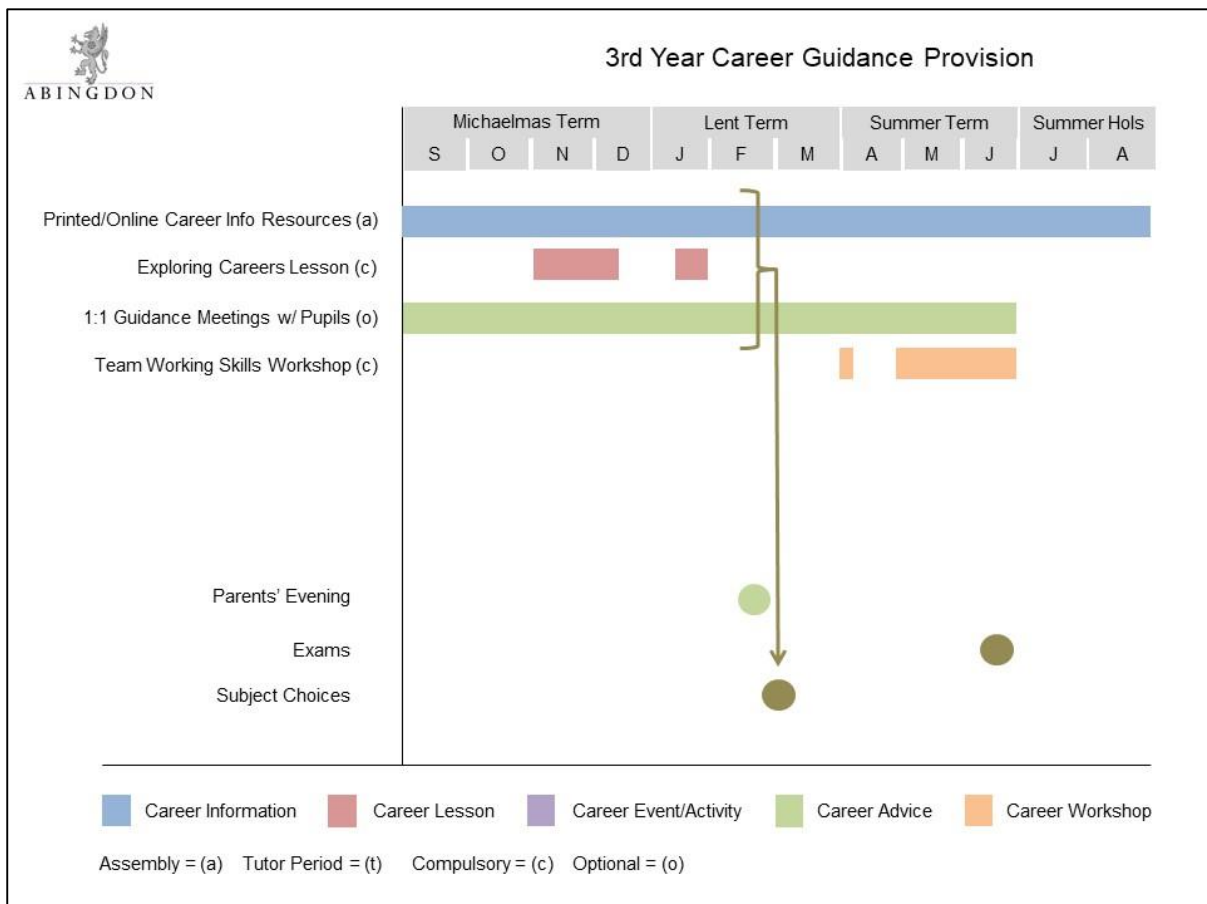 ABINGDON
3rd Year Career Guidance Provision
Michaelmas Term Lent Term Summer Term Summer Hols
S O N D J F M A M J J A
Printed/Online Career Info Resources (a)
Exploring Careers Lesson (c)
1:1 Guidance Meetings w/ Pupils (o)
Team Working Skills Workshop (c)
Parents’ Evening
Exams
Subject Choices
Career Information Career Lesson Career Event/Activity Career Advice Career Workshop
Assembly = (a) Tutor Period = (t) Compulsory = (c) Optional = (o)